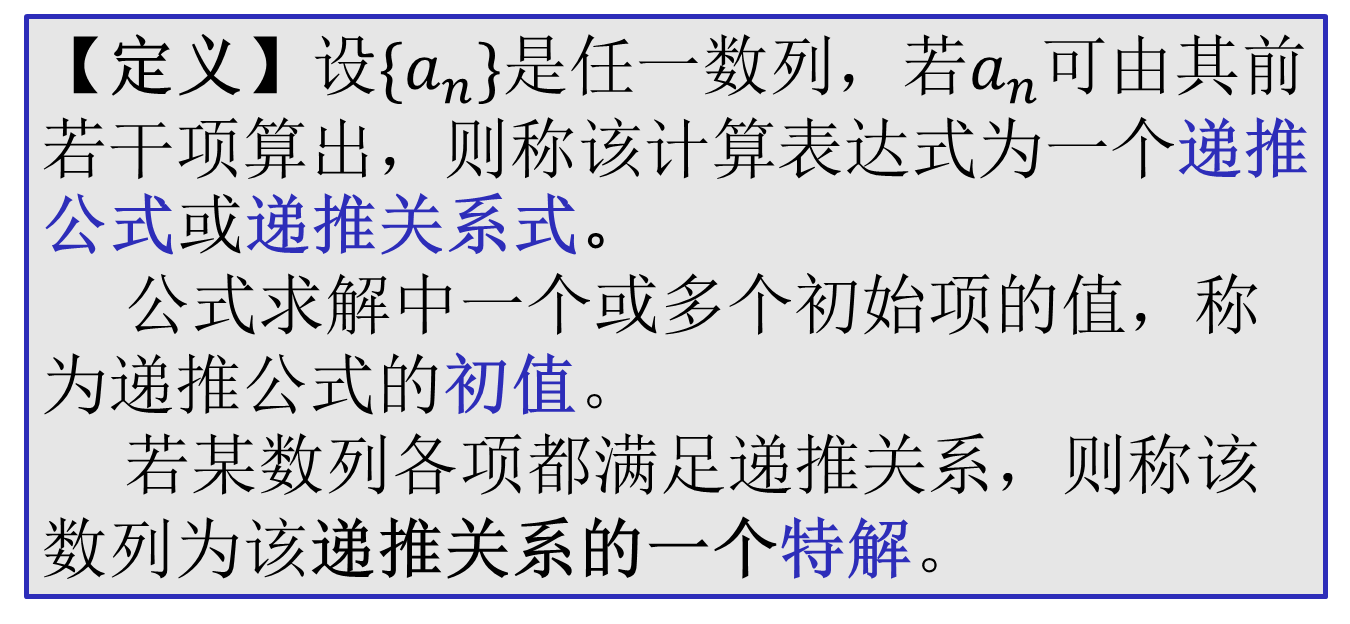 【定义】设{aₙ}是任一数列，若aₙ可由其前
若干项算出，则称该计算表达式为一个递推
公式或递推关系式。
公式求解中一个或多个初始项的值，称
为递推公式的初值。
若某数列各项都满足递推关系，则称该
数列为该递推关系的一个特解。